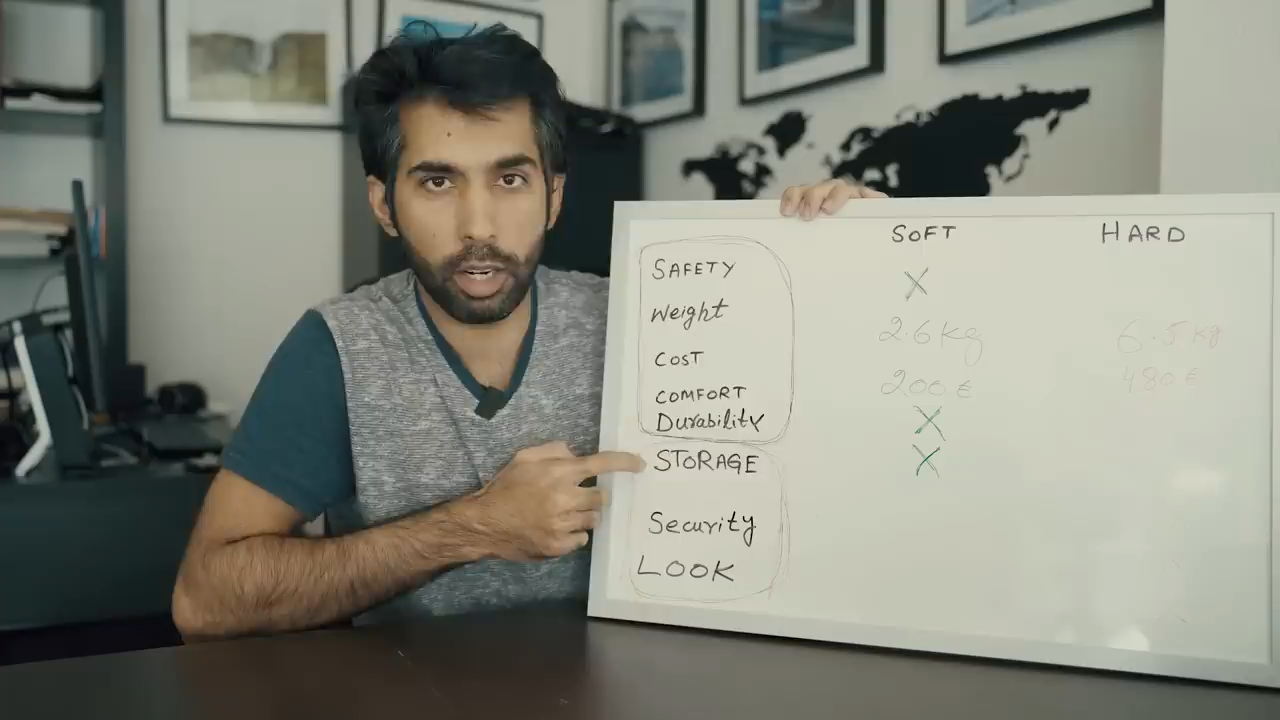 SOFT HARD
SAFETY X
Weight 2.6 kg 6.5 kg
COST 200 € 480 €
COMFORT X
Durability X
STORAGE
Security
LOOK